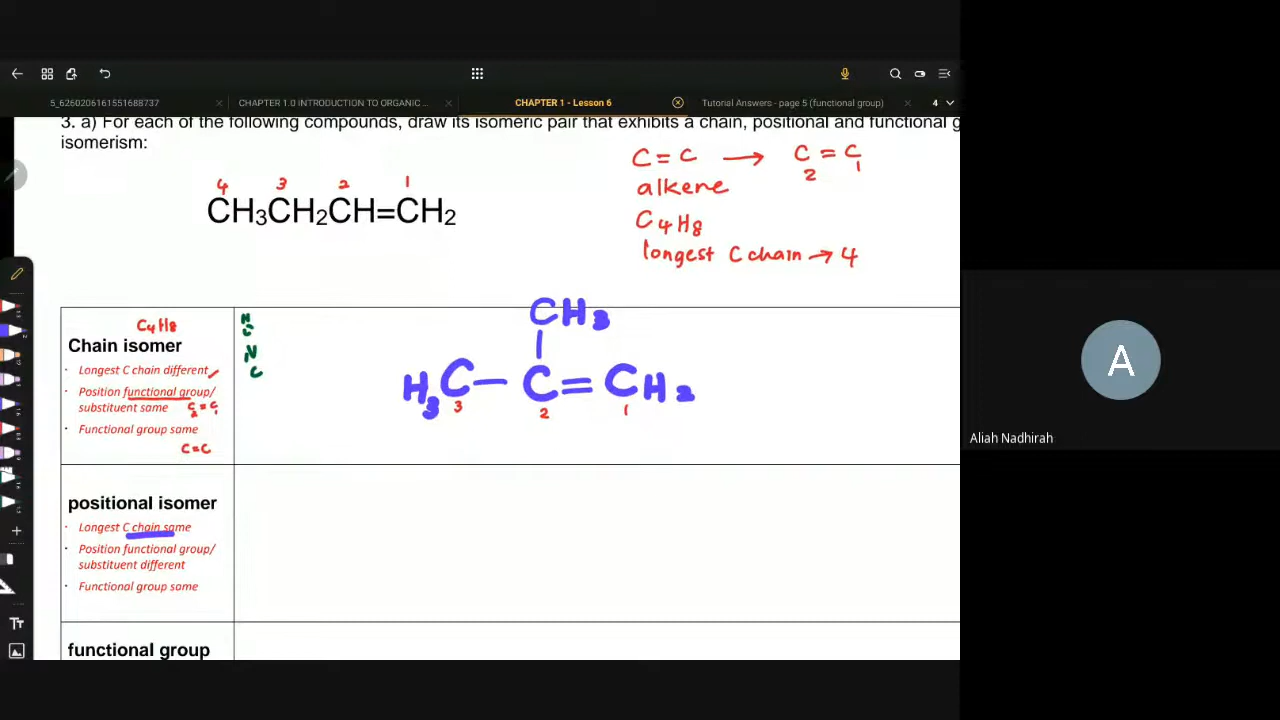 5_6260206161551688737 × CHAPTER 1.0 INTRODUCTION TO ORGANIC ... × CHAPTER 1 - Lesson 6 Tutorial Answers - page 5 (functional group) × 4
3. a) For each of the following compounds, draw its isomeric pair that exhibits a chain, positional and functional g
isomerism:
C=C → C=C
2 1
alkene
C4H8
longest C chain → 4
4 3 2 1
CH3CH2CH=CH2
C4H8
Chain isomer
· Longest C chain different
· Position functional group/
substituent same C=C
2 1
· Functional group same
C=C
H
C
N
C
CH3
H3C—C=CH2
3 2 1
positional isomer
· Longest C chain same
· Position functional group/
substituent different
· Functional group same
functional group
Tт
A
Aliah Nadhirah